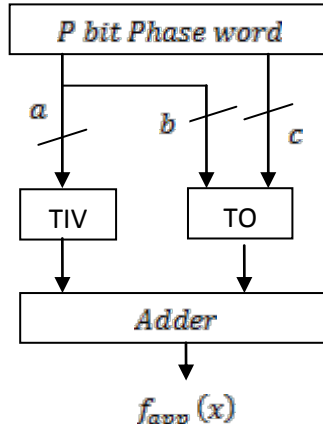 P bit Phase word
a
b
c
TIV
TO
Adder
f_app (x)